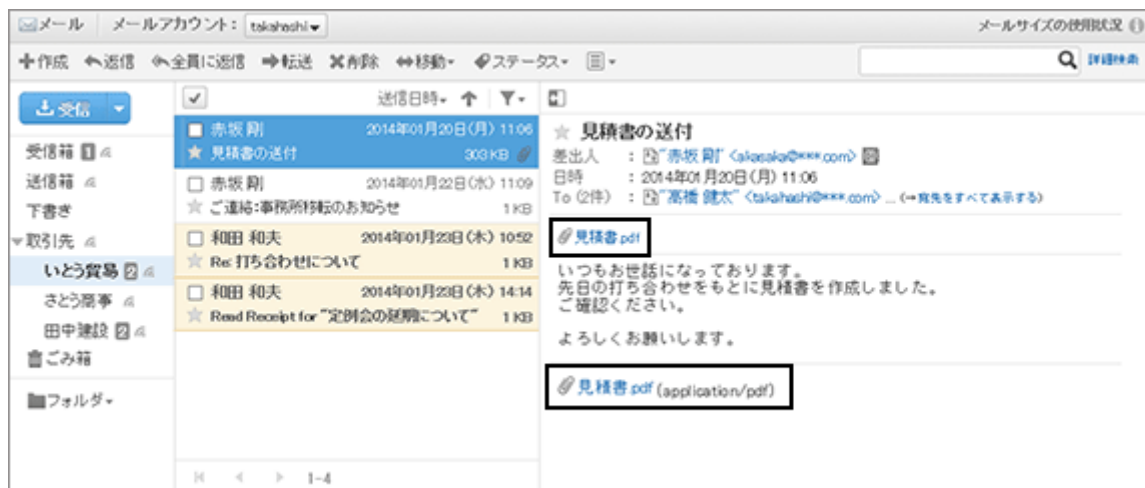 メール メールアカウント： takahashi メールサイズの使用状況
作成 返信 全員に返信 転送 削除 移動 ステータス 詳細検索
受信
受信箱 1
送信箱
下書き
取引先
いとう貿易 2
さとう商事
田中建設 2
ごみ箱
フォルダ
送信日時
赤坂 剛 2014年01月20日(月) 11:06
見積書の送付 303 KB
赤坂 剛 2014年01月22日(水) 11:09
ご連絡：事務所移転のお知らせ 1 KB
和田 和夫 2014年01月23日(木) 10:52
Re: 打ち合わせについて 1 KB
和田 和夫 2014年01月23日(木) 14:14
Read Receipt for "定例会の延期について" 1 KB
1-4
見積書の送付
差出人 ： "赤坂 剛" <akasaka@***.com>
日時 ： 2014年01月20日(月) 11:06
To (2件) ： "高橋 健太" <takahashi@***.com> ... (→宛先をすべて表示する)
見積書.pdf
いつもお世話になっております。
先日の打ち合わせをもとに見積書を作成しました。
ご確認ください。
よろしくお願いします。
見積書.pdf (application/pdf)